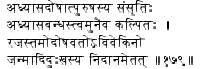 अध्यासदोषात्पुरुषस्य संसृतिः
अध्यासबन्धस्त्वमुनैव कल्पितः ।
रजस्तमोदोषवतोऽविवेकिनो
जन्मादिदुःखस्य निदानमेतत् ॥१७९॥